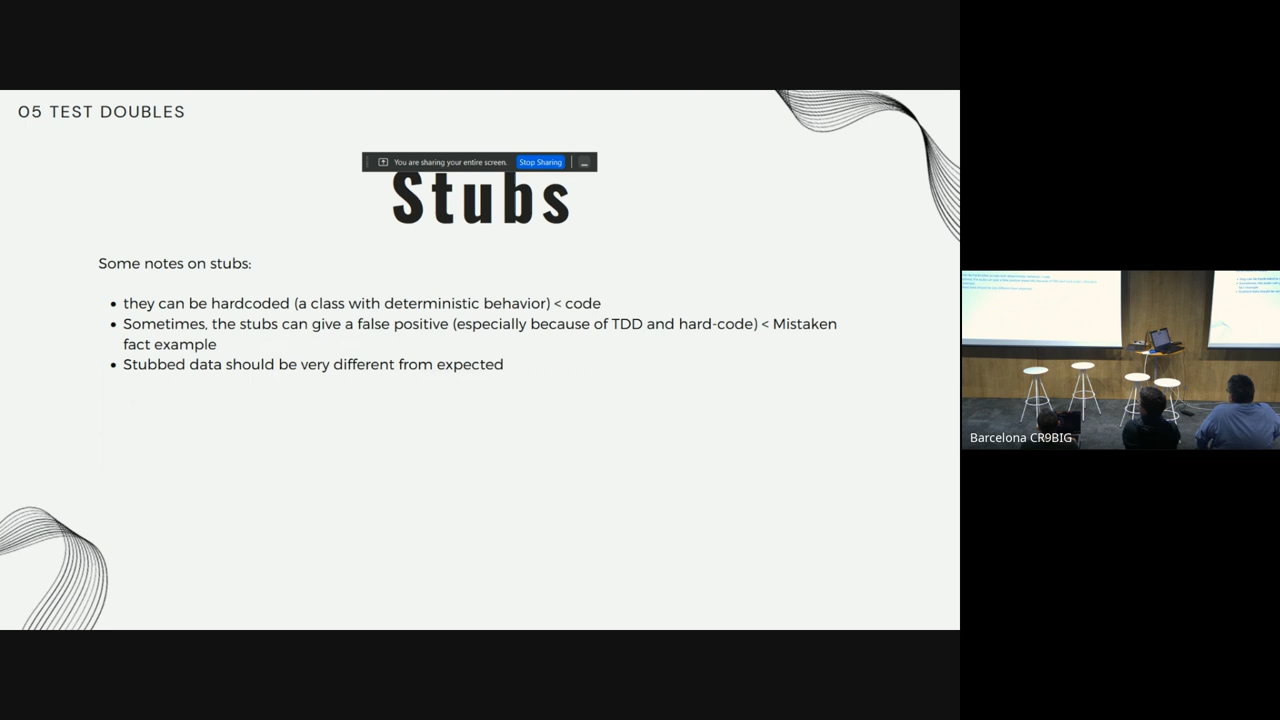 05 TEST DOUBLES
You are sharing your entire screen.
Stop Sharing
Stubs
Some notes on stubs:
• they can be hardcoded (a class with deterministic behavior) < code
• Sometimes, the stubs can give a false positive (especially because of TDD and hard-code) < Mistaken
fact example
• Stubbed data should be very different from expected
Barcelona CR9BIG